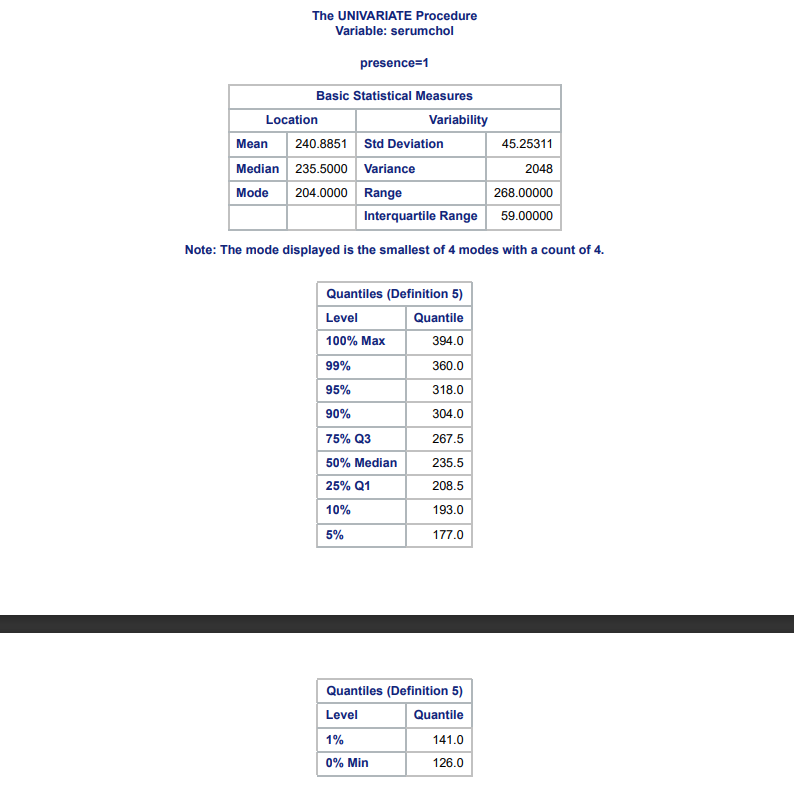 The UNIVARIATE Procedure
Variable: serumchol
presence=1
Basic Statistical Measures
Location Variability
Mean 240.8851 Std Deviation 45.25311
Median 235.5000 Variance 2048
Mode 204.0000 Range 268.00000
Interquartile Range 59.00000
Note: The mode displayed is the smallest of 4 modes with a count of 4.
Quantiles (Definition 5)
Level Quantile
100% Max 394.0
99% 360.0
95% 318.0
90% 304.0
75% Q3 267.5
50% Median 235.5
25% Q1 208.5
10% 193.0
5% 177.0
Quantiles (Definition 5)
Level Quantile
1% 141.0
0% Min 126.0